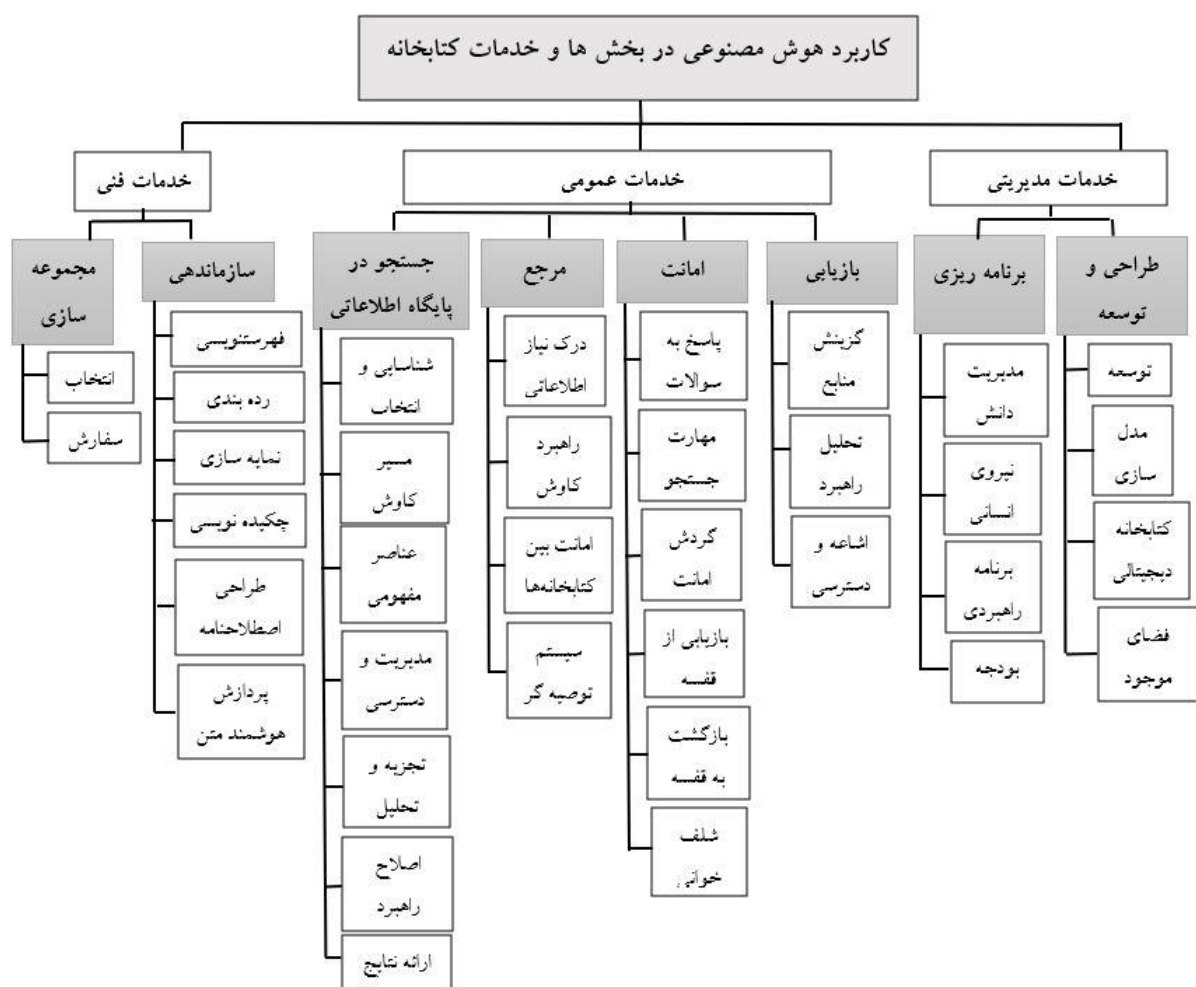 کاربرد هوش مصنوعی در بخش ها و خدمات کتابخانه
خدمات مدیریتی
طراحی و
توسعه
توسعه
مدل
سازی
کتابخانه
دیجیتالی
فضای
موجود
برنامه ریزی
مدیریت
دانش
نیروی
انسانی
برنامه
راهبردی
بودجه
خدمات عمومی
بازیابی
گزینش
منابع
تحلیل
راهبرد
اشاعه و
دسترسی
امانت
پاسخ به
سوالات
مهارت
جستجو
گردش
امانت
بازیابی از
قفسه
بازگشت
به قفسه
شلف
خوانی
مرجع
درک نیاز
اطلاعاتی
راهبرد
کاوش
امانت بین
کتابخانه‌ها
سیستم
توصیه گر
جستجو در
پایگاه اطلاعاتی
شناسایی و
انتخاب
مسیر
کاوش
عناصر
مفهومی
مدیریت و
دسترسی
تجزیه و
تحلیل
اصلاح
راهبرد
ارائه نتایج
خدمات فنی
سازماندهی
فهرستنویسی
رده بندی
نمایه سازی
چکیده نویسی
طراحی
اصطلاحنامه
پردازش
هوشمند متن
مجموعه
سازی
انتخاب
سفارش